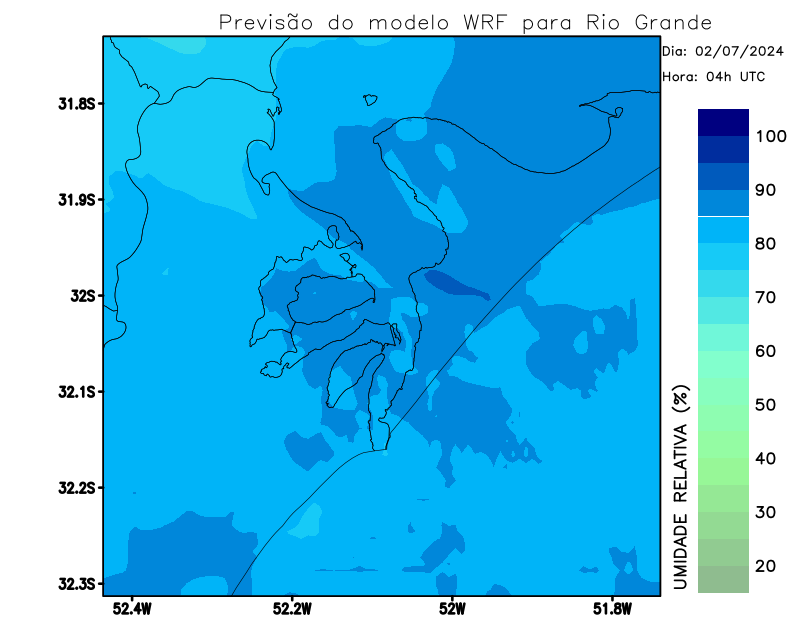 Previsão do modelo WRF para Rio Grande
Dia: 02/07/2024
Hora: 04h UTC
31.8S
31.9S
32S
32.1S
32.2S
32.3S
52.4W
52.2W
52W
51.8W
100
90
80
70
60
50
40
30
20
UMIDADE RELATIVA (%)